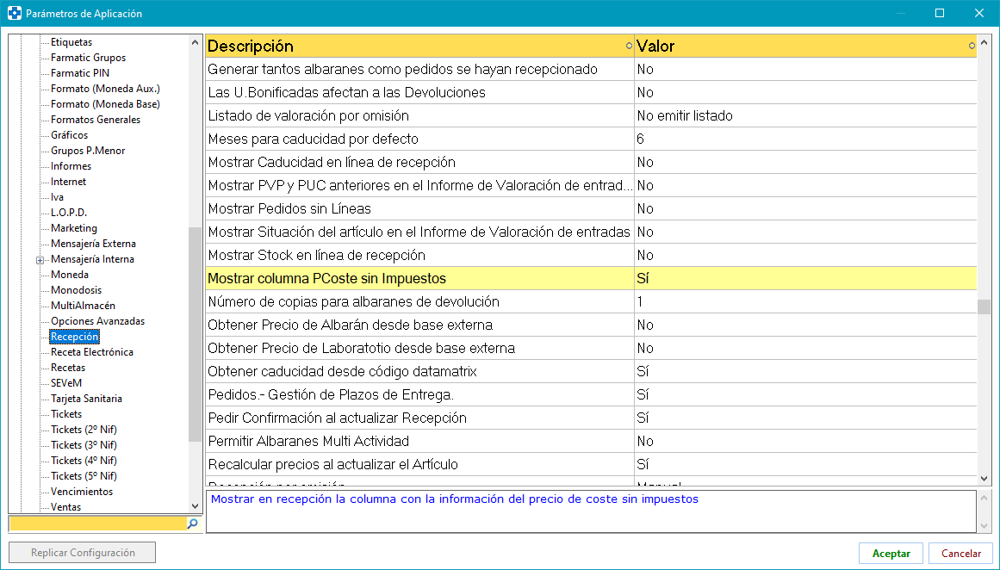 Parámetros de Aplicación
Etiquetas
Farmatic Grupos
Farmatic PIN
Formato (Moneda Aux.)
Formato (Moneda Base)
Formatos Generales
Gráficos
Grupos P.Menor
Informes
Internet
Iva
L.O.P.D.
Marketing
Mensajería Externa
Mensajería Interna
Moneda
Monodosis
MultiAlmacén
Opciones Avanzadas
Recepción
Receta Electrónica
Recetas
SEVeM
Tarjeta Sanitaria
Tickets
Tickets (2º Nif)
Tickets (3º Nif)
Tickets (4º Nif)
Tickets (5º Nif)
Vencimientos
Ventas
Descripción Valor
Generar tantos albaranes como pedidos se hayan recepcionado No
Las U.Bonificadas afectan a las Devoluciones No
Listado de valoración por omisión No emitir listado
Meses para caducidad por defecto 6
Mostrar Caducidad en línea de recepción No
Mostrar PVP y PUC anteriores en el Informe de Valoración de entrad... No
Mostrar Pedidos sin Líneas No
Mostrar Situación del artículo en el Informe de Valoración de entradas No
Mostrar Stock en línea de recepción No
Mostrar columna PCoste sin Impuestos Sí
Número de copias para albaranes de devolución 1
Obtener Precio de Albarán desde base externa No
Obtener Precio de Laboratotio desde base externa No
Obtener caducidad desde código datamatrix Sí
Pedidos.- Gestión de Plazos de Entrega. Sí
Pedir Confirmación al actualizar Recepción Sí
Permitir Albaranes Multi Actividad No
Recalcular precios al actualizar el Artículo Sí
Recepción por omisión Manual
Mostrar en recepción la columna con la información del precio de coste sin impuestos
Replicar Configuración
Aceptar
Cancelar